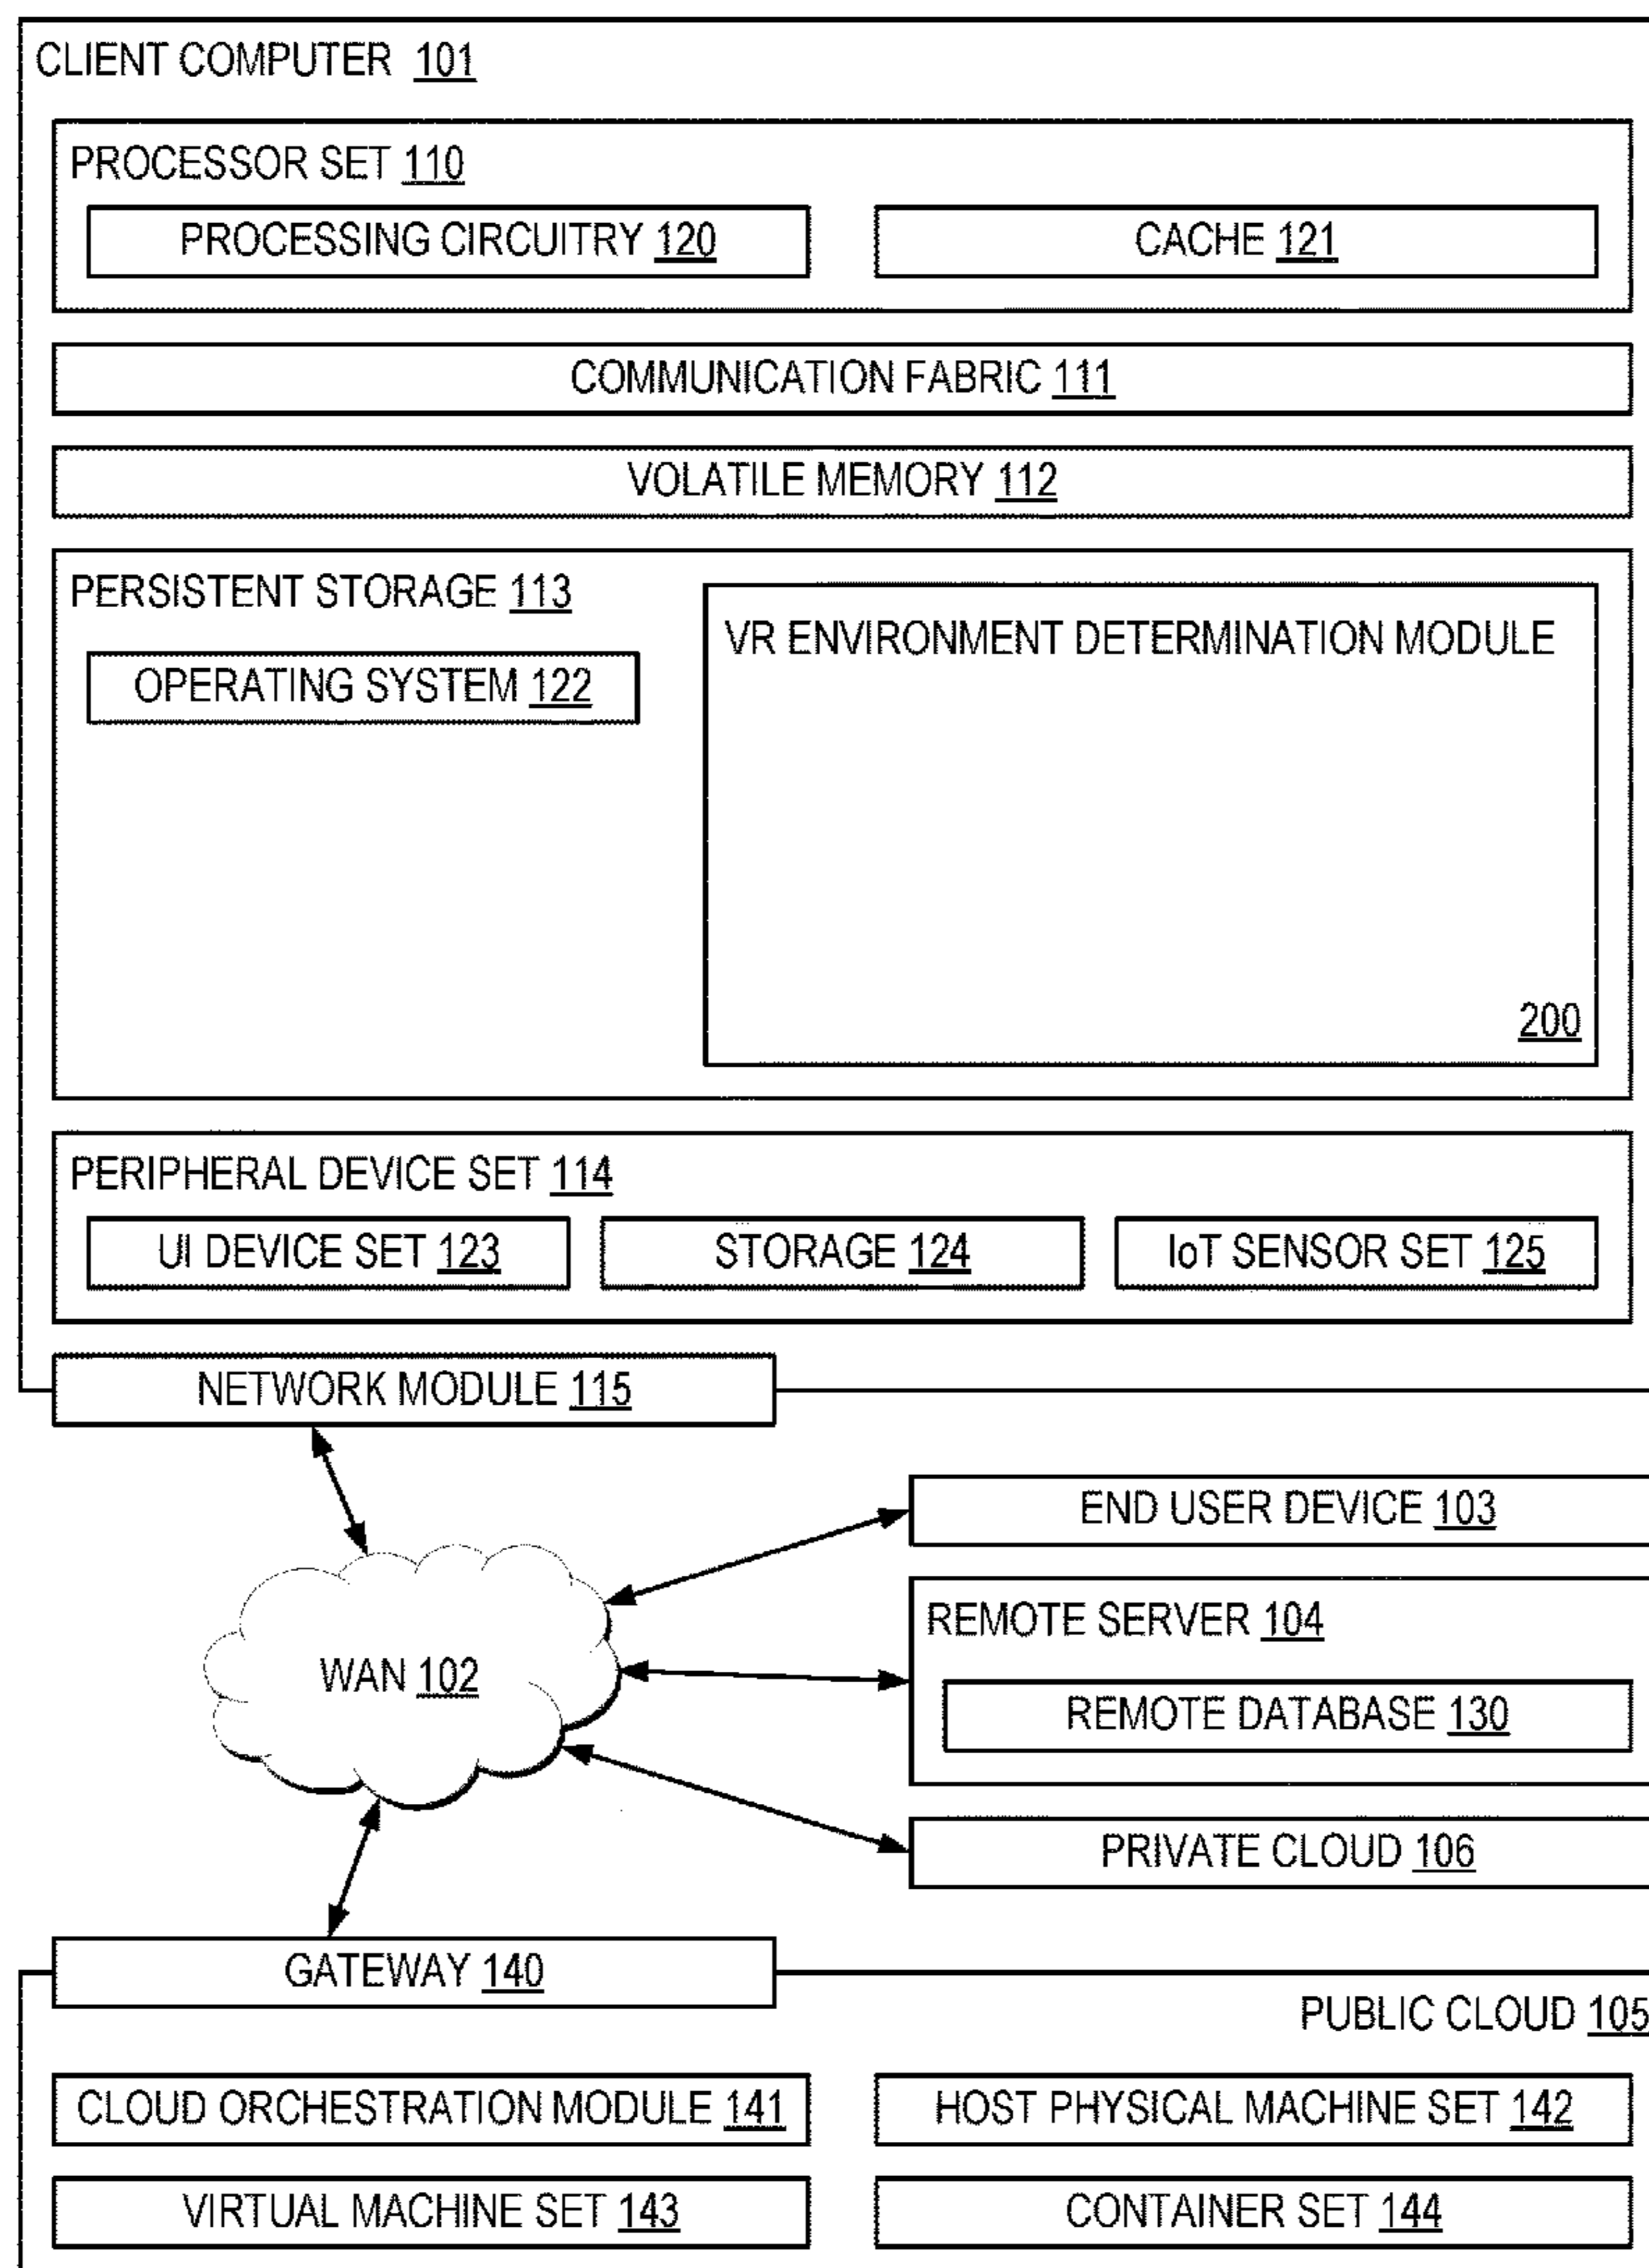 CLIENT COMPUTER 101
PROCESSOR SET 110
PROCESSING CIRCUITRY 120
CACHE 121
COMMUNICATION FABRIC 111
VOLATILE MEMORY 112
PERSISTENT STORAGE 113
OPERATING SYSTEM 122
VR ENVIRONMENT DETERMINATION MODULE
200
PERIPHERAL DEVICE SET 114
UI DEVICE SET 123
STORAGE 124
IoT SENSOR SET 125
NETWORK MODULE 115
WAN 102
END USER DEVICE 103
REMOTE SERVER 104
REMOTE DATABASE 130
PRIVATE CLOUD 106
GATEWAY 140
PUBLIC CLOUD 105
CLOUD ORCHESTRATION MODULE 141
HOST PHYSICAL MACHINE SET 142
VIRTUAL MACHINE SET 143
CONTAINER SET 144